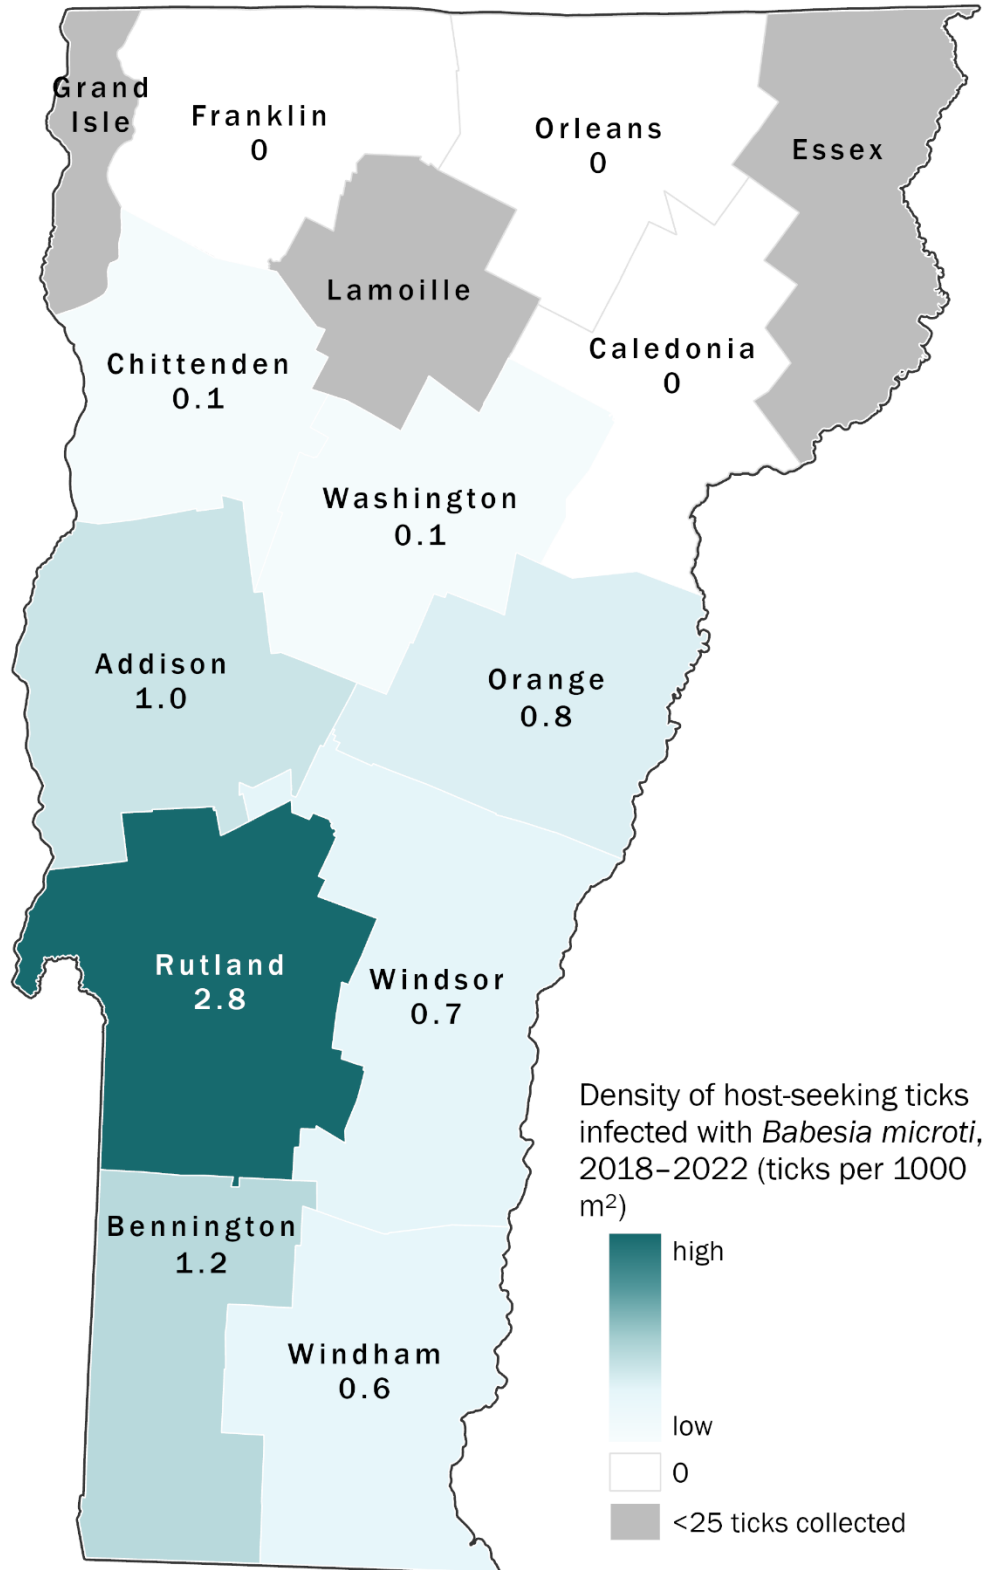 Grand
Isle
Franklin
0
Orleans
0
Essex
Lamoille
Chittenden
0.1
Caledonia
0
Washington
0.1
Addison
1.0
Orange
0.8
Rutland
2.8
Windsor
0.7
Bennington
1.2
Windham
0.6
Density of host-seeking ticks
infected with Babesia microti,
2018–2022 (ticks per 1000
m²)
high
low
0
<25 ticks collected